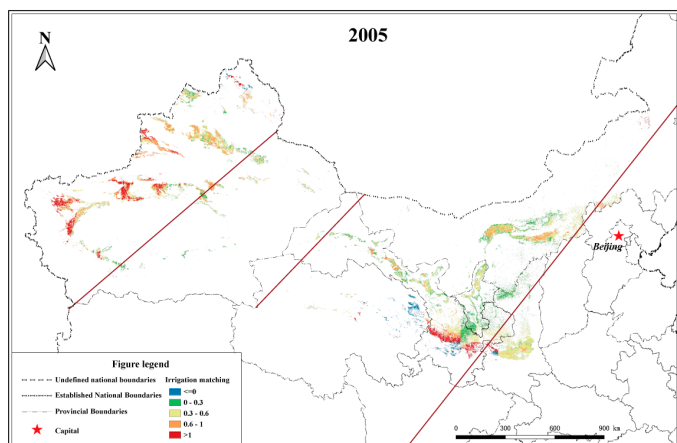 2005
N
Beijing
Figure legend
Undefined national boundaries
Irrigation matching
Established National Boundaries
<=0
0 - 0.3
Provincial Boundaries
0.3 - 0.6
0.6 - 1
Capital
>1
0 300 600 900 km